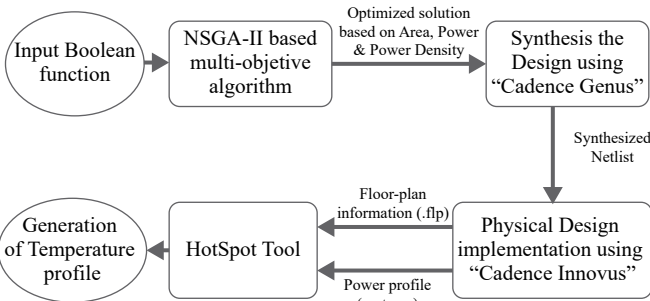 Input Boolean
function
NSGA-II based
multi-objetive
algorithm
Optimized solution
based on Area, Power
& Power Density
Synthesis the
Design using
“Cadence Genus”
Synthesized
Netlist
Physical Design
implementation using
“Cadence Innovus”
Floor-plan
information (.flp)
Power profile
HotSpot Tool
Generation
of Temperature
profile